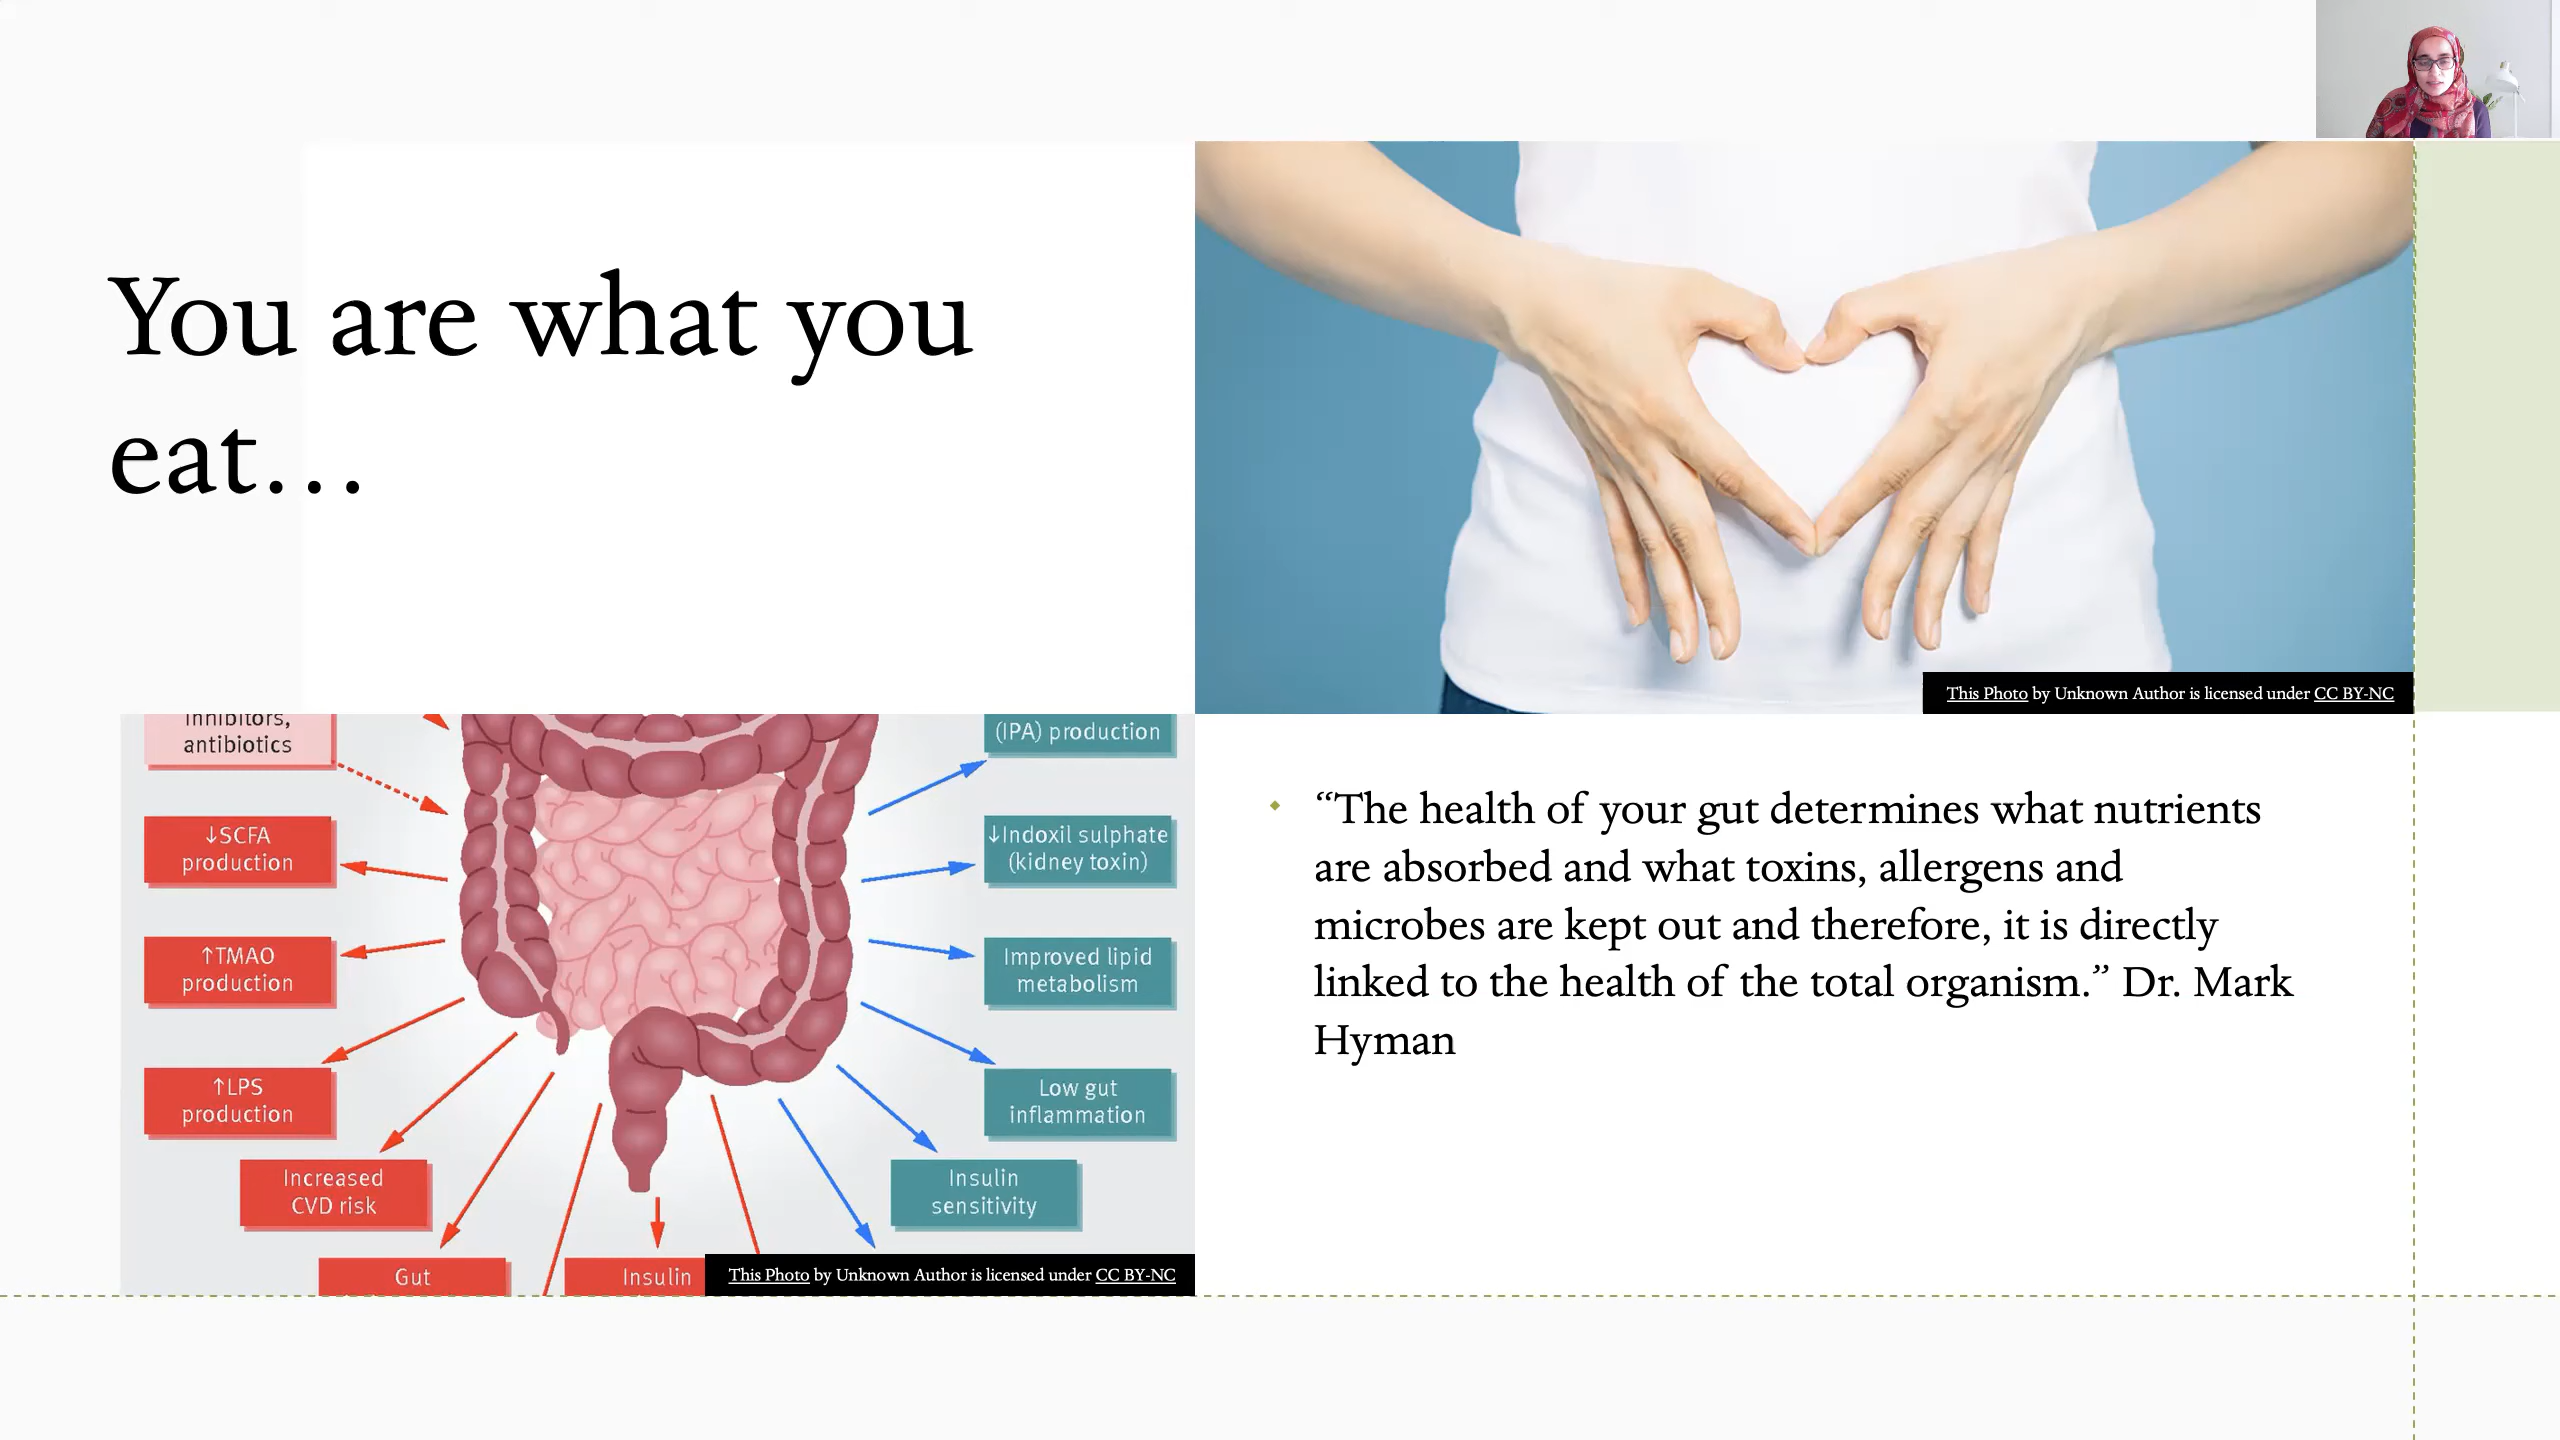 You are what you
eat…
This Photo by Unknown Author is licensed under CC BY-NC
inhibitors,
antibiotics
↓SCFA
production
↑TMAO
production
↑LPS
production
Increased
CVD risk
Gut
Insulin
(IPA) production
↓Indoxil sulphate
(kidney toxin)
Improved lipid
metabolism
Low gut
inflammation
Insulin
sensitivity
This Photo by Unknown Author is licensed under CC BY-NC
“The health of your gut determines what nutrients
are absorbed and what toxins, allergens and
microbes are kept out and therefore, it is directly
linked to the health of the total organism.” Dr. Mark
Hyman